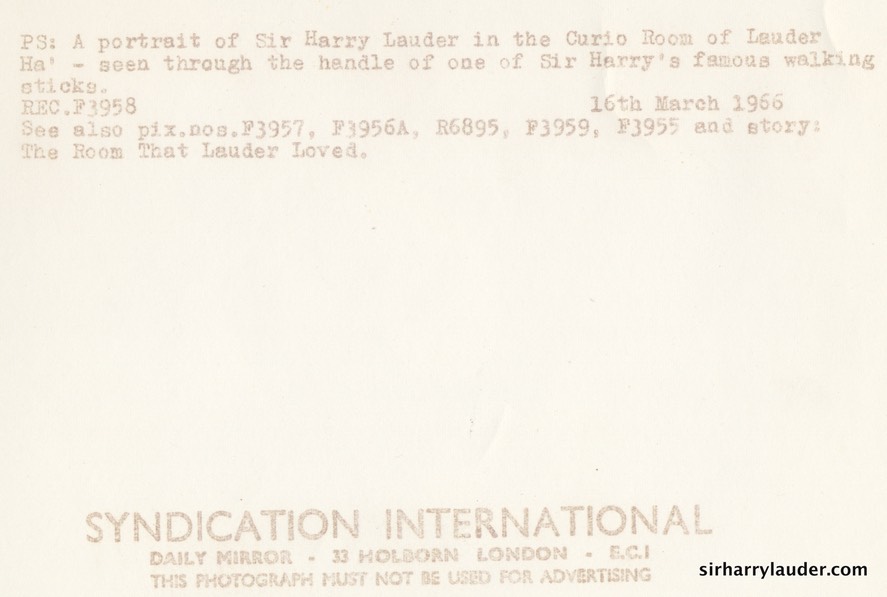 PS: A portrait of Sir Harry Lauder in the Curio Room of Lauder
Ha' - seen through the handle of one of Sir Harry's famous walking
sticks.
REC.F3958 16th March 1966
See also pix.nos.F3957, F3956A, R6895, F3959, F3955 and story:
The Room That Lauder Loved.
SYNDICATION INTERNATIONAL
DAILY MIRROR - 33 HOLBORN LONDON - E.C.1
THIS PHOTOGRAPH MUST NOT BE USED FOR ADVERTISING
sirharrylauder.com